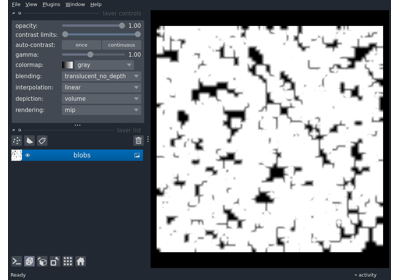 File View Plugins Window Help
layer controls
opacity: 1.00
contrast limits:
auto-contrast: once continuous
gamma: 1.00
colormap: gray
blending: translucent_no_depth
interpolation: linear
depiction: volume
rendering: mip
layer list
blobs
Ready
activity